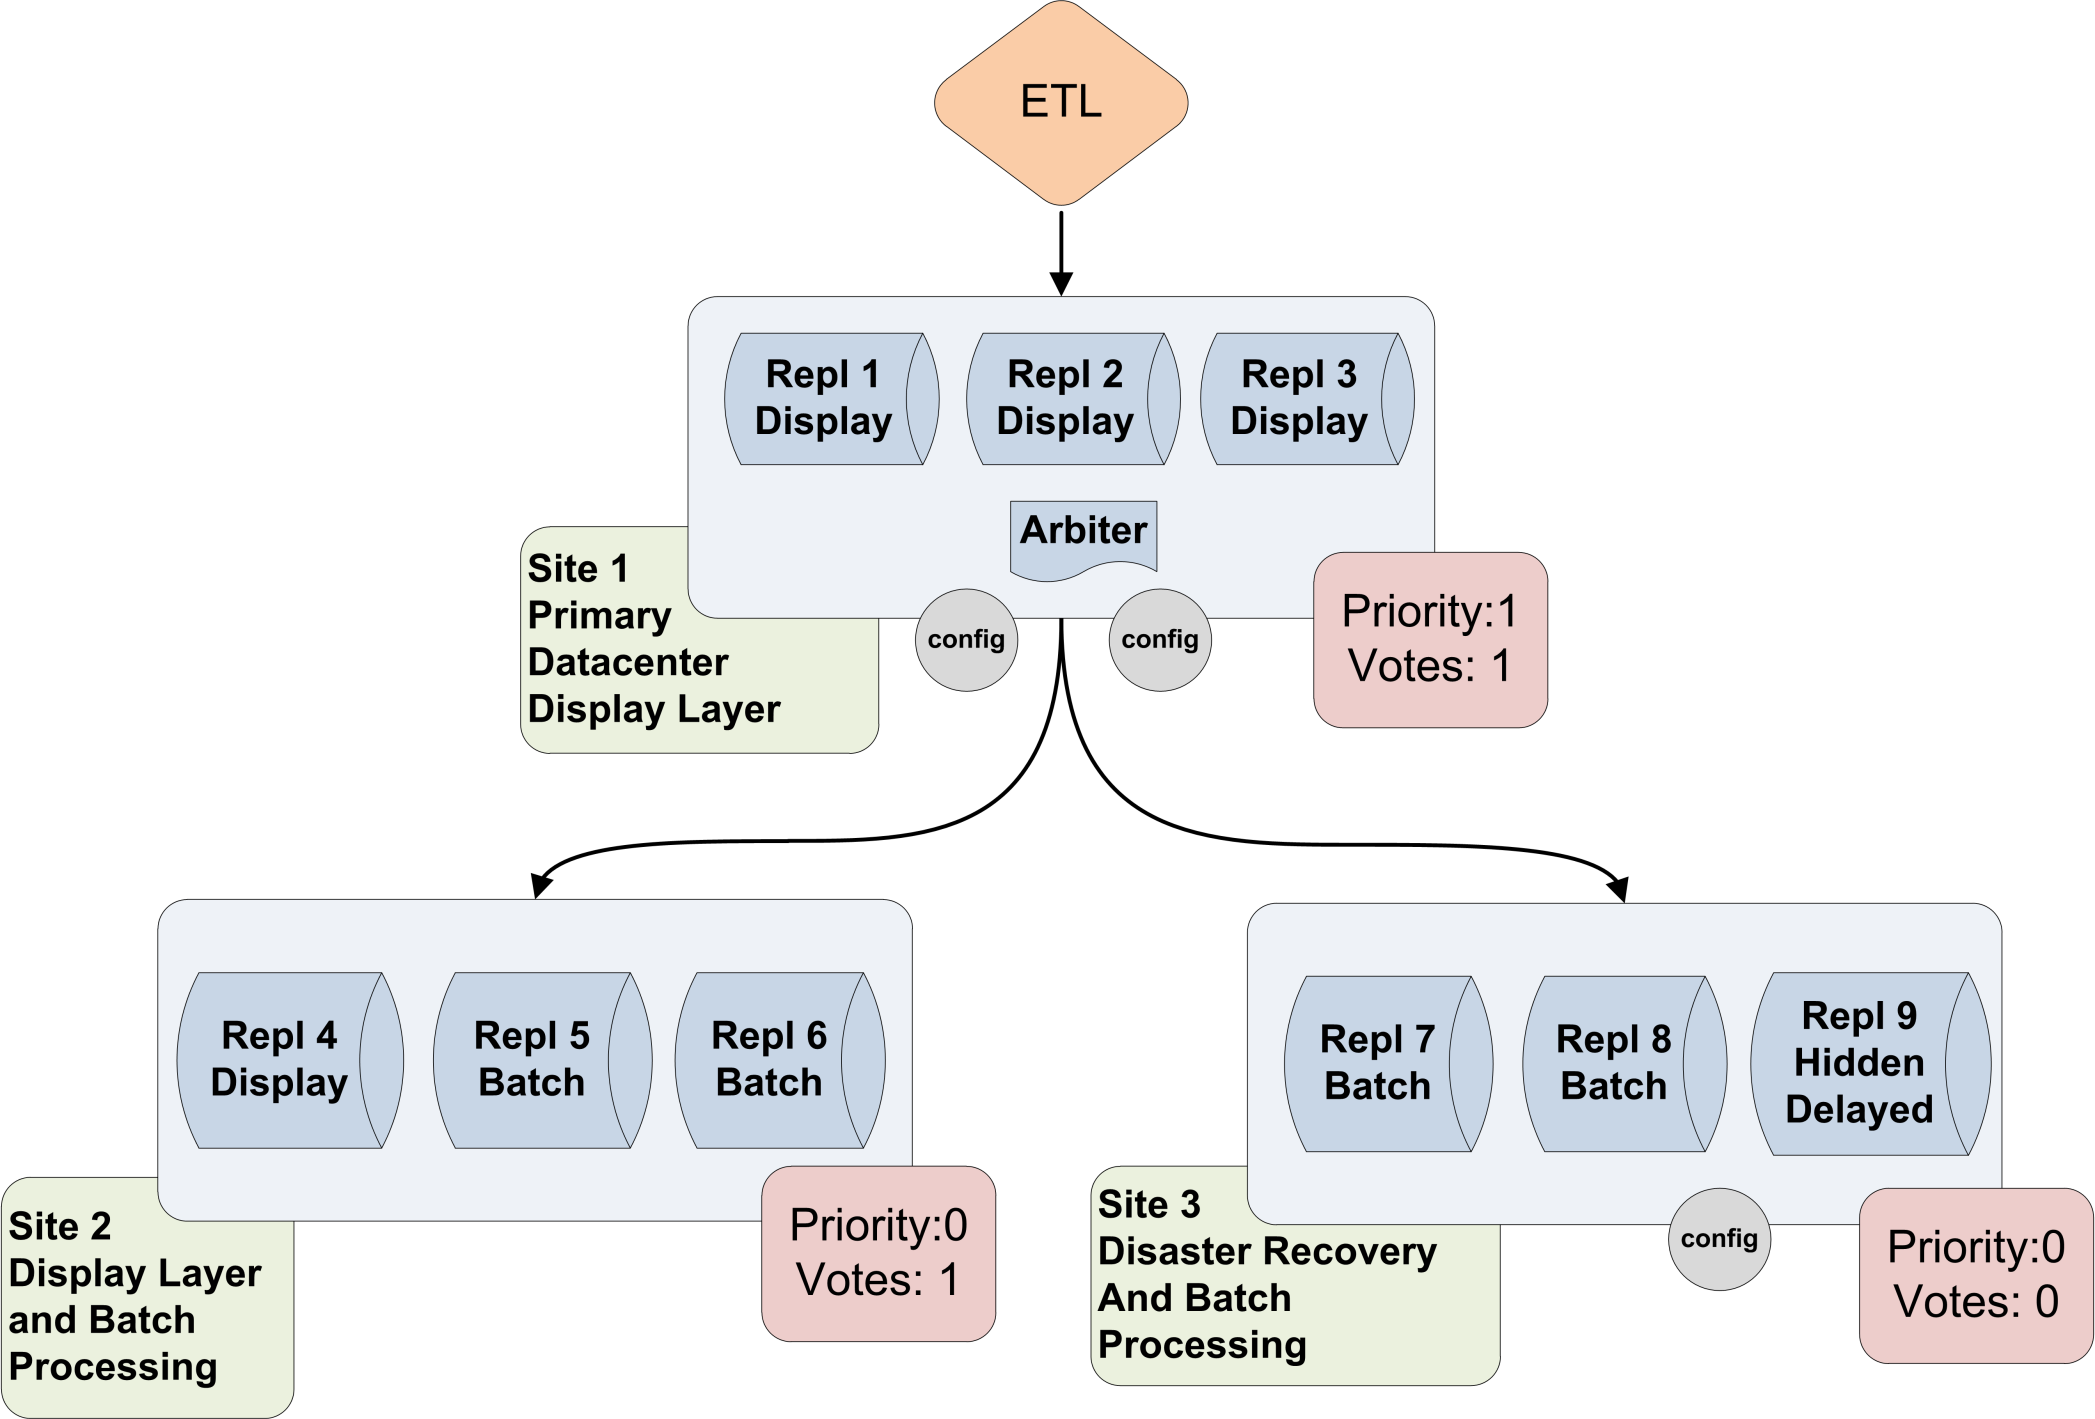 ETL
Repl 1
Display
Repl 2
Display
Repl 3
Display
Arbiter
Site 1
Primary
Datacenter
Display Layer
config
config
Priority:1
Votes: 1
Repl 4
Display
Repl 5
Batch
Repl 6
Batch
Site 2
Display Layer
and Batch
Processing
Priority:0
Votes: 1
Repl 7
Batch
Repl 8
Batch
Repl 9
Hidden
Delayed
Site 3
Disaster Recovery
And Batch
Processing
config
Priority:0
Votes: 0